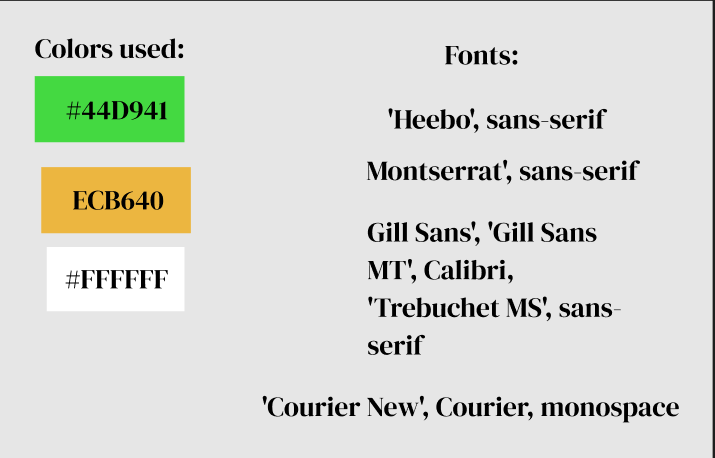 Colors used:
#44D941
ECB640
#FFFFFF
Fonts:
'Heebo', sans-serif
Montserrat', sans-serif
Gill Sans', 'Gill Sans
MT', Calibri,
'Trebuchet MS', sans-
serif
'Courier New', Courier, monospace